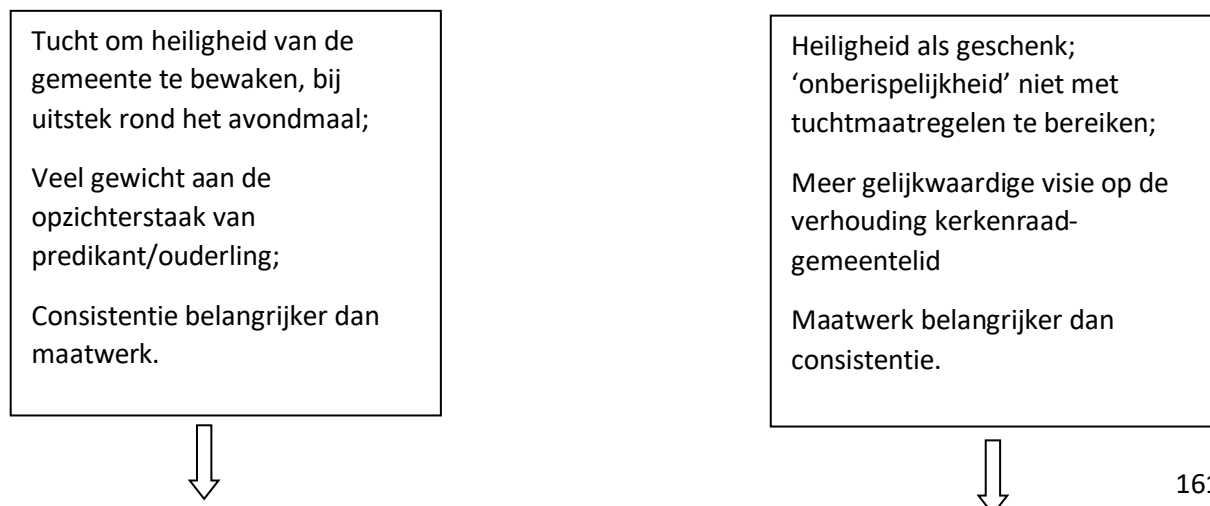 Tucht om heiligheid van de
gemeente te bewaken, bij
uitstek rond het avondmaal;
Veel gewicht aan de
opzichterstaak van
predikant/ouderling;
Consistentie belangrijker dan
maatwerk.
Heiligheid als geschenk;
‘onberispelijkheid’ niet met
tuchtmaatregelen te bereiken;
Meer gelijkwaardige visie op de
verhouding kerkenraad-
gemeentelid
Maatwerk belangrijker dan
consistentie.
161